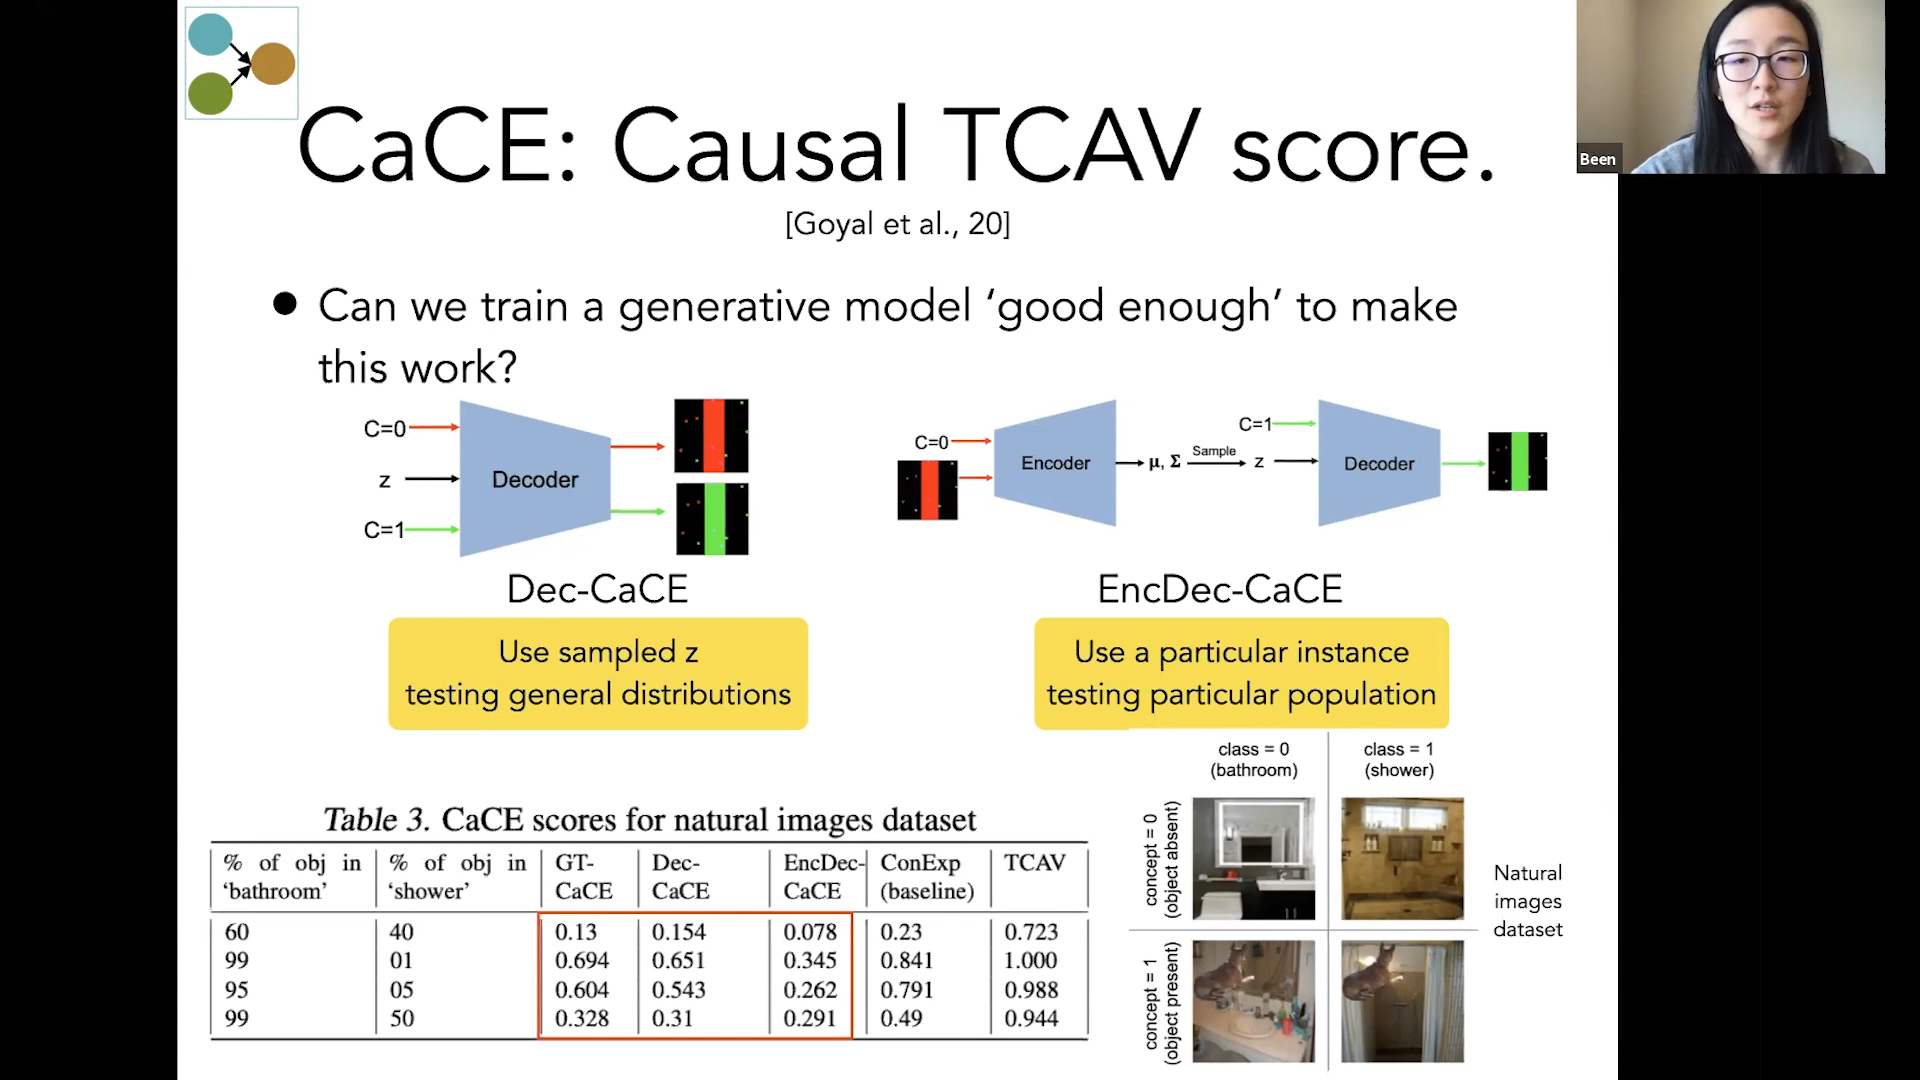 CaCE: Causal TCAV score.
Been
[Goyal et al., 20]
• Can we train a generative model ‘good enough’ to make
this work?
C=0
z
C=1
Decoder
C=0
Encoder
μ, Σ
Sample
z
C=1
Decoder
Dec-CaCE
EncDec-CaCE
Use sampled z
testing general distributions
Use a particular instance
testing particular population
Table 3. CaCE scores for natural images dataset
% of obj in ‘bathroom’ % of obj in ‘shower’ GT-CaCE Dec-CaCE EncDec-CaCE ConExp (baseline) TCAV
60 40 0.13 0.154 0.078 0.23 0.723
99 01 0.694 0.651 0.345 0.841 1.000
95 05 0.604 0.543 0.262 0.791 0.988
99 50 0.328 0.31 0.291 0.49 0.944
class = 0
(bathroom)
class = 1
(shower)
concept = 0
(object absent)
concept = 1
(object present)
Natural
images
dataset